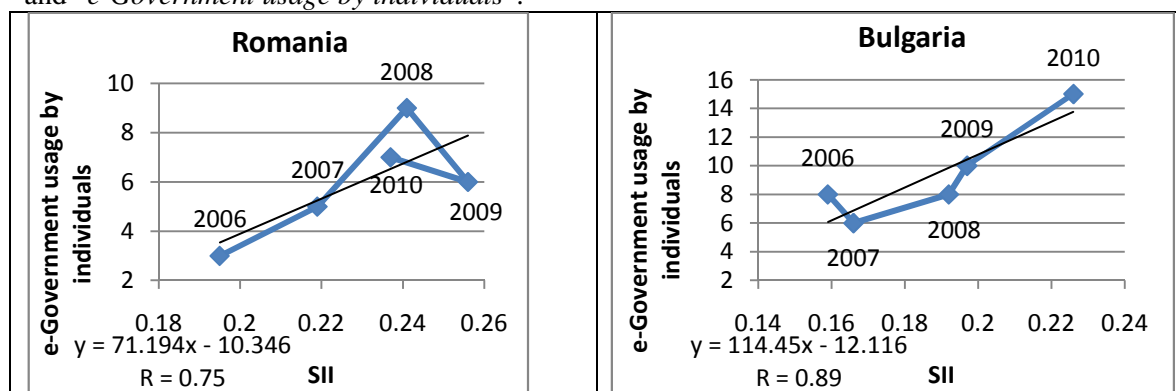 and "e-Government usage by individuals".
Romania
e-Government usage by
individuals
10
8
6
4
2
2006
2007
2008
2010
2009
0.18 0.2 0.22 0.24 0.26
y = 71.194x - 10.346
R = 0.75
SII
Bulgaria
e-Government usage by
individuals
16
14
12
10
8
6
4
2
2006
2007
2008
2009
2010
0.14 0.16 0.18 0.2 0.22 0.24
y = 114.45x - 12.116
R = 0.89
SII